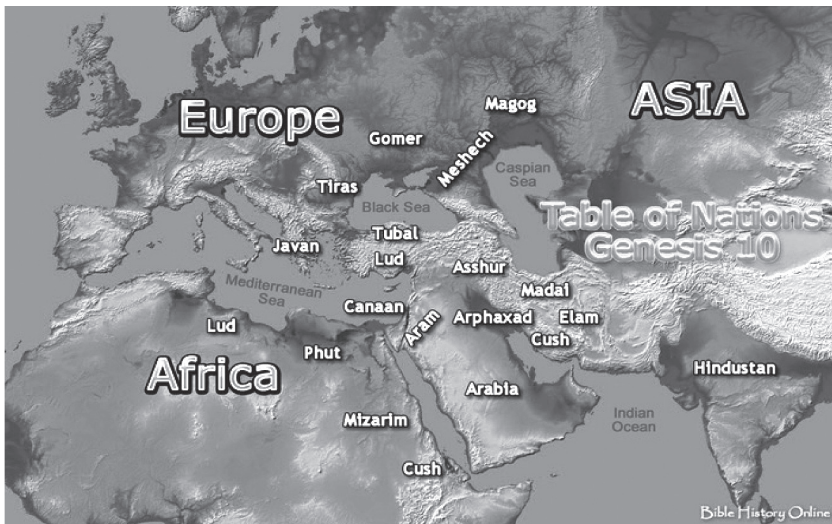 Europe
ASIA
Magog
Gomer
Meshech
Caspian
Sea
Tiras
Black Sea
Table of Nations'
Genesis 10
Tubal
Javan
Lud
Asshur
Mediterranean
Sea
Madai
Canaan
Aram
Arphaxad
Elam
Lud
Cush
Phut
Africa
Hindustan
Arabia
Mizarim
Indian
Ocean
Cush
Bible History Online